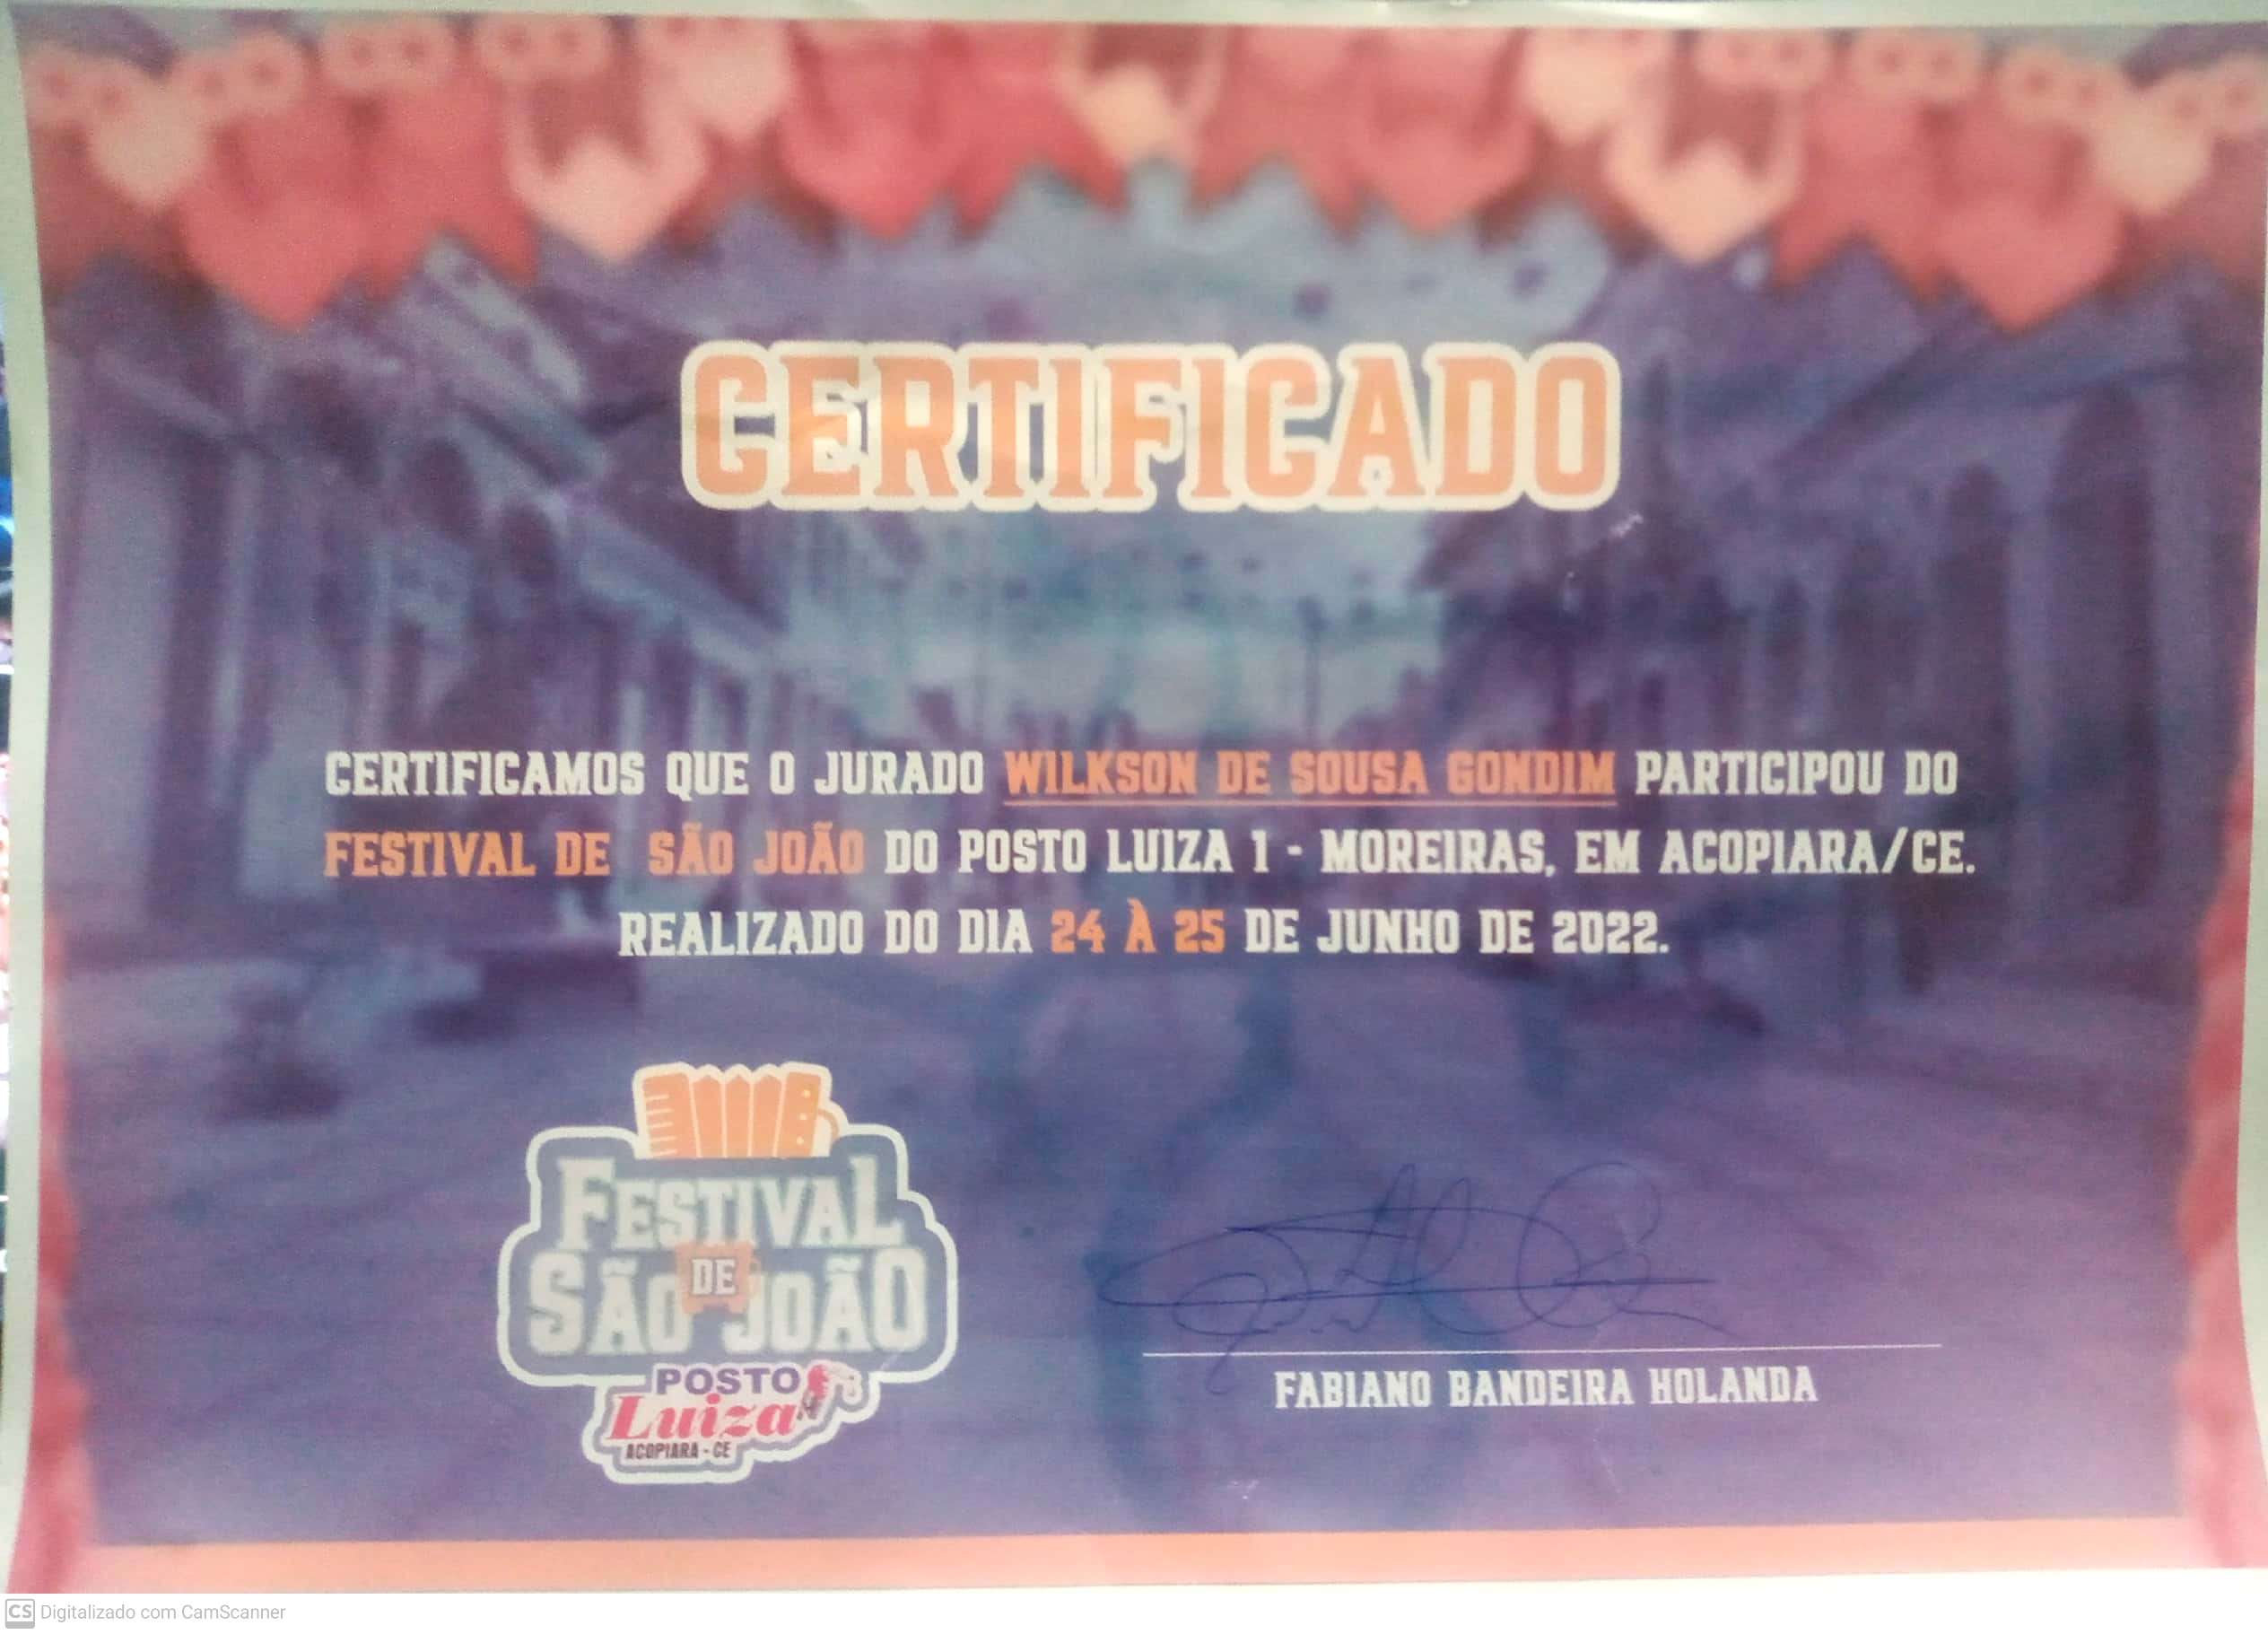 CERTIFICADO
CERTIFICAMOS QUE O JURADO WILKSON DE SOUSA GONDIM PARTICIPOU DO
FESTIVAL DE SÃO JOÃO DO POSTO LUIZA 1 - MOREIRAS, EM ACOPIARA/CE.
REALIZADO DO DIA 24 À 25 DE JUNHO DE 2022.
FESTIVAL
DE
SÃO JOÃO
POSTO
Luiza
ACOPIARA - CE
FABIANO BANDEIRA HOLANDA
CS Digitalizado com CamScanner